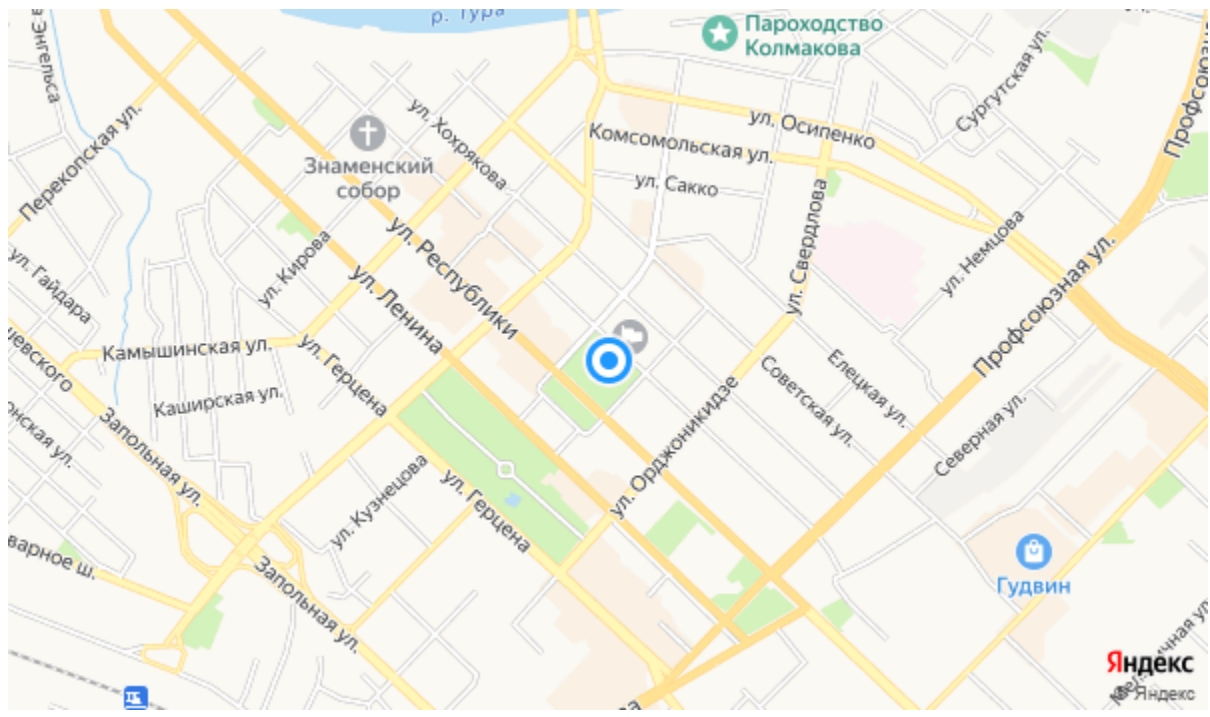 р. Тура
Пароходство
Колмакова
Энгельса
Сургутская ул.
ул. Хохрякова
ул. Осипенко
Комсомольская ул.
Перекопская ул.
Знаменский
собор
ул. Сакко
ул. Свердлова
ул. Немцова
ул. Республики
ул. Кирова
ул. Гайдара
ул. Ленина
Профсоюзная ул.
Камышинская ул.
ул. Герцена
Каширская ул.
Советская ул.
Елецкая ул.
Северная ул.
ул. Орджоникидзе
Запольная ул.
ул. Кузнецова
ул. Герцена
Гудвин
Запольная ул.
Яндекс
© Яндекс